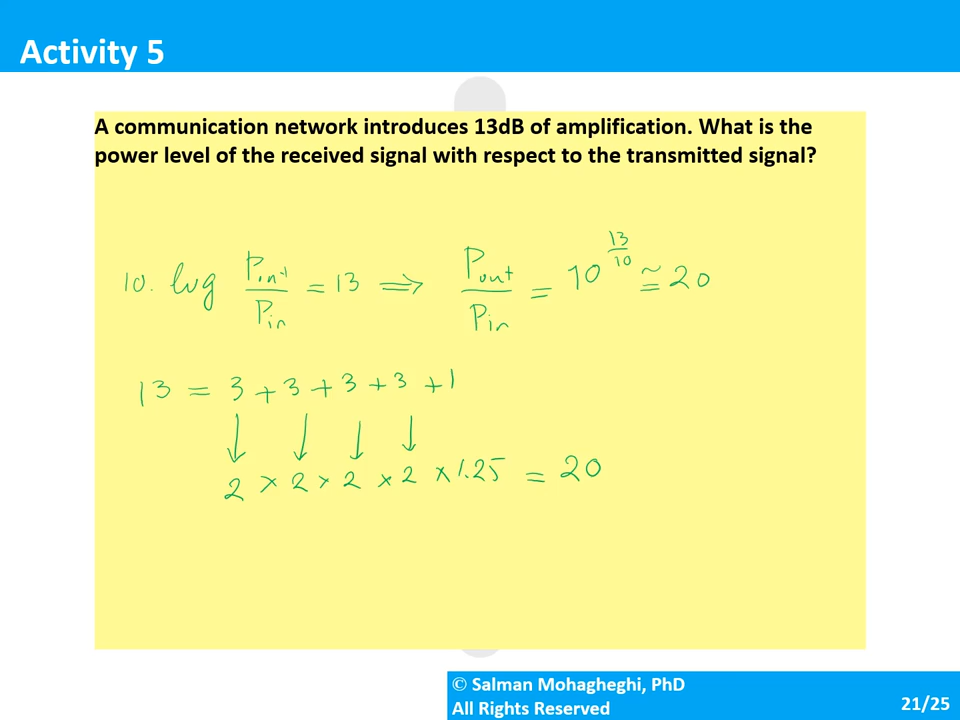 Activity 5
A communication network introduces 13dB of amplification. What is the
power level of the received signal with respect to the transmitted signal?
10. log Pout/Pin = 13 ⟹ Pout/Pin = 10^(13/10) ≅ 20
13 = 3 + 3 + 3 + 3 + 1
↓ ↓ ↓ ↓
2 × 2 × 2 × 2 × 1.25 = 20
© Salman Mohagheghi, PhD
All Rights Reserved
21/25